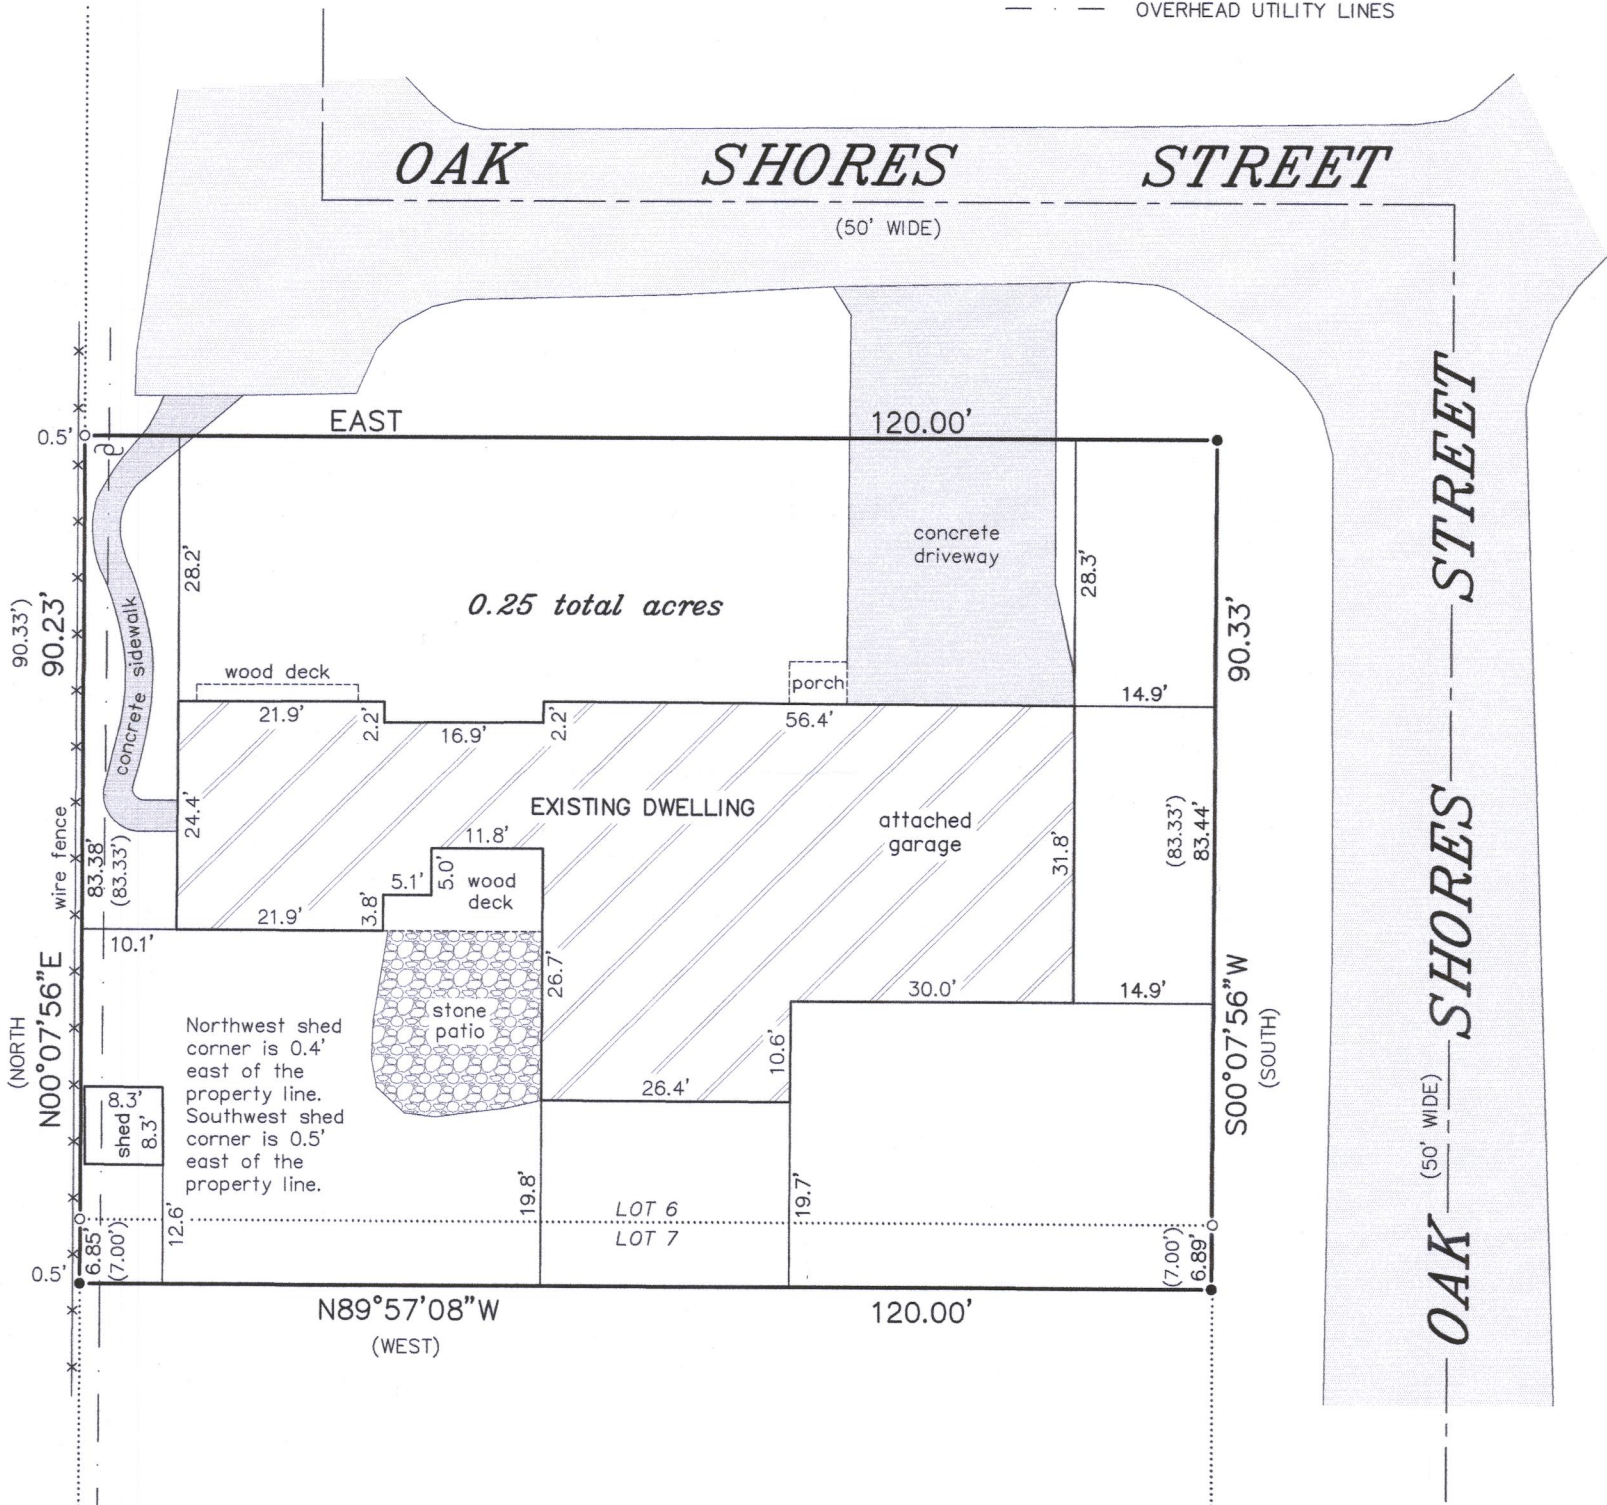 OVERHEAD UTILITY LINES
OAK SHORES STREET
(50' WIDE)
EAST
120.00'
0.5'
28.2'
concrete
driveway
28.3'
0.25 total acres
90.33'
90.23'
90.33'
concrete sidewalk
wood deck
porch
14.9'
21.9'
2.2'
16.9'
2.2'
56.4'
24.4'
EXISTING DWELLING
attached
garage
31.8'
wire fence
83.38'
(83.33')
(83.33')
83.44'
11.8'
5.1'
5.0'
wood
deck
21.9'
3.8'
10.1'
26.7'
30.0'
14.9'
stone
patio
10.6'
26.4'
(NORTH
N00°07'56"E
S00°07'56"W
(SOUTH)
Northwest shed
corner is 0.4'
east of the
property line.
Southwest shed
corner is 0.5'
east of the
property line.
8.3'
shed
8.3'
12.6'
19.8'
19.7'
LOT 6
LOT 7
6.85'
(7.00')
(7.00')
6.89'
0.5'
N89°57'08"W
(WEST)
120.00'
OAK (50' WIDE) SHORES STREET